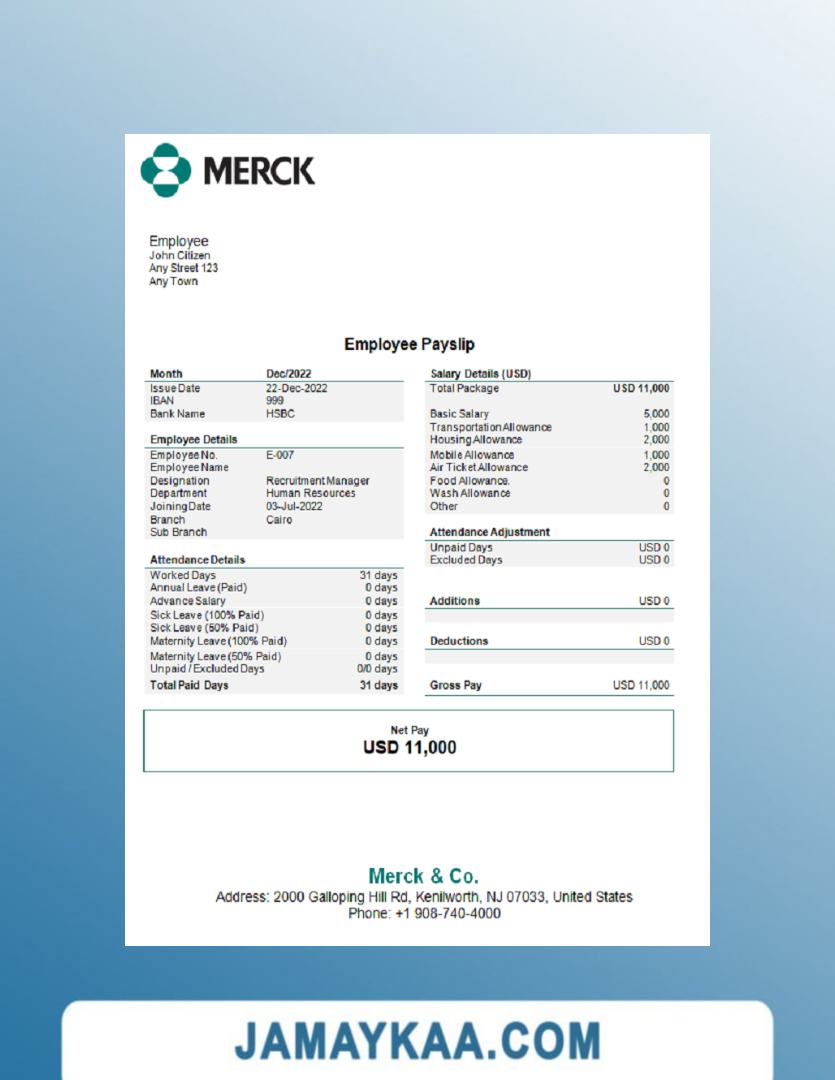 MERCK
Employee
John Citizen
Any Street 123
Any Town
Employee Payslip
Month Dec/2022
Issue Date 22-Dec-2022
IBAN 999
Bank Name HSBC
Employee Details
Employee No. E-007
Employee Name
Designation Recruitment Manager
Department Human Resources
Joining Date 03-Jul-2022
Branch Cairo
Sub Branch
Attendance Details
Worked Days 31 days
Annual Leave (Paid) 0 days
Advance Salary 0 days
Sick Leave (100% Paid) 0 days
Sick Leave (50% Paid) 0 days
Maternity Leave (100% Paid) 0 days
Maternity Leave (50% Paid) 0 days
Unpaid / Excluded Days 0/0 days
Total Paid Days 31 days
Salary Details (USD)
Total Package USD 11,000
Basic Salary 5,000
Transportation Allowance 1,000
Housing Allowance 2,000
Mobile Allowance 1,000
Air Ticket Allowance 2,000
Food Allowance. 0
Wash Allowance 0
Other 0
Attendance Adjustment
Unpaid Days USD 0
Excluded Days USD 0
Additions USD 0
Deductions USD 0
Gross Pay USD 11,000
Net Pay
USD 11,000
Merck & Co.
Address: 2000 Galloping Hill Rd, Kenilworth, NJ 07033, United States
Phone: +1 908-740-4000
JAMAYKAA.COM